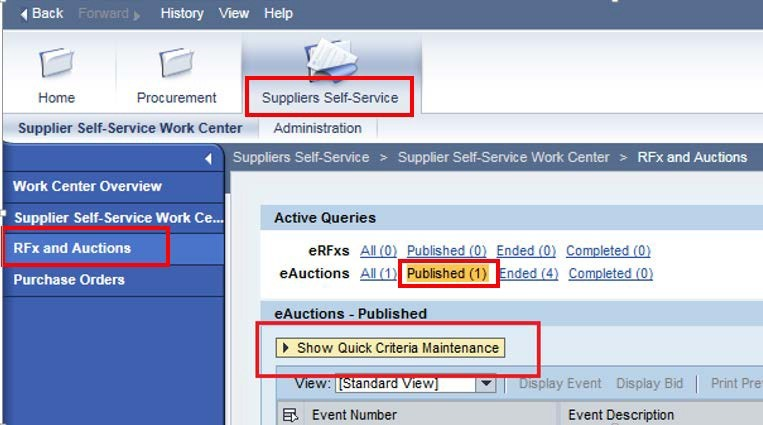 Back Forward History View Help
Home Procurement Suppliers Self-Service
Supplier Self-Service Work Center Administration
Suppliers Self-Service > Supplier Self-Service Work Center > RFx and Auctions
Work Center Overview
Supplier Self-Service Work Ce...
RFx and Auctions
Purchase Orders
Active Queries
eRFxs All (0) Published (0) Ended (0) Completed (0)
eAuctions All (1) Published (1) Ended (4) Completed (0)
eAuctions - Published
Show Quick Criteria Maintenance
View: [Standard View] Display Event Display Bid Print Pre
Event Number Event Description